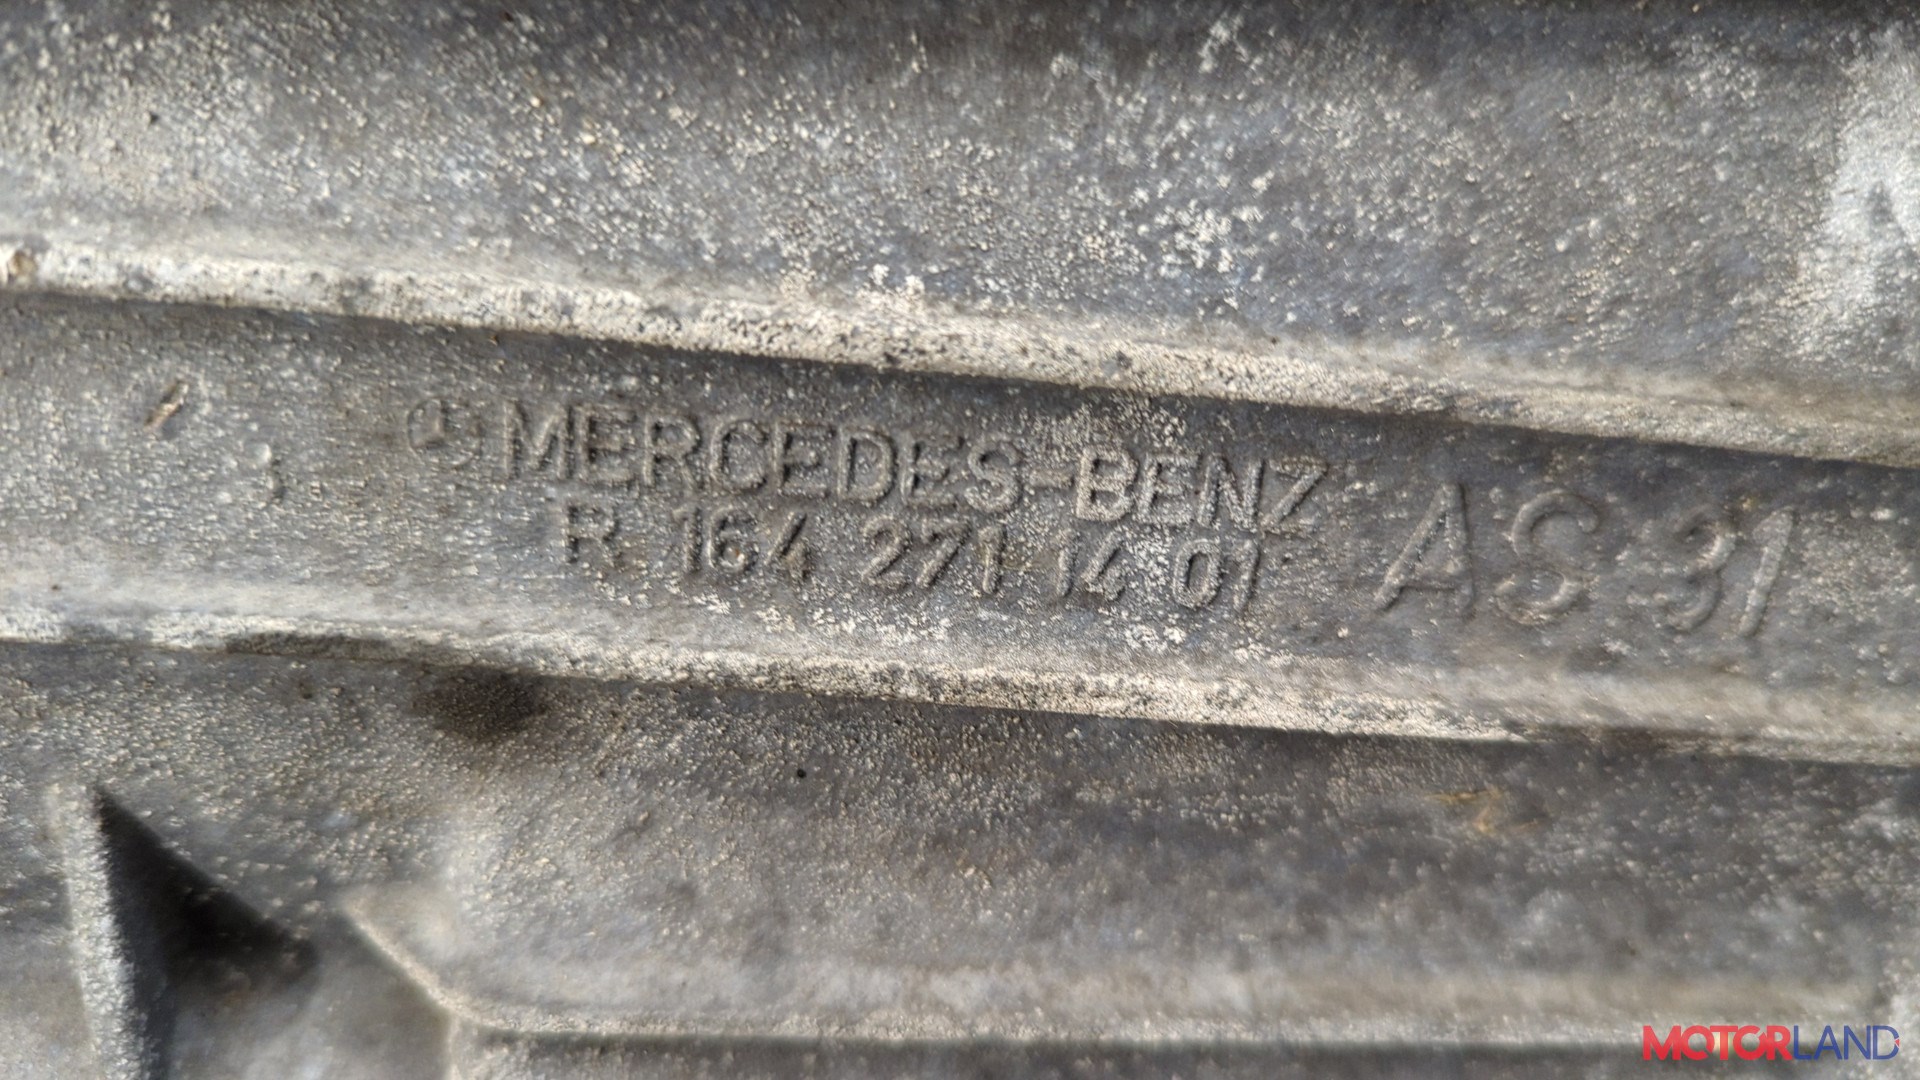 MERCEDES-BENZ
R 164 271 14 01
AS 31
MOTORLAND